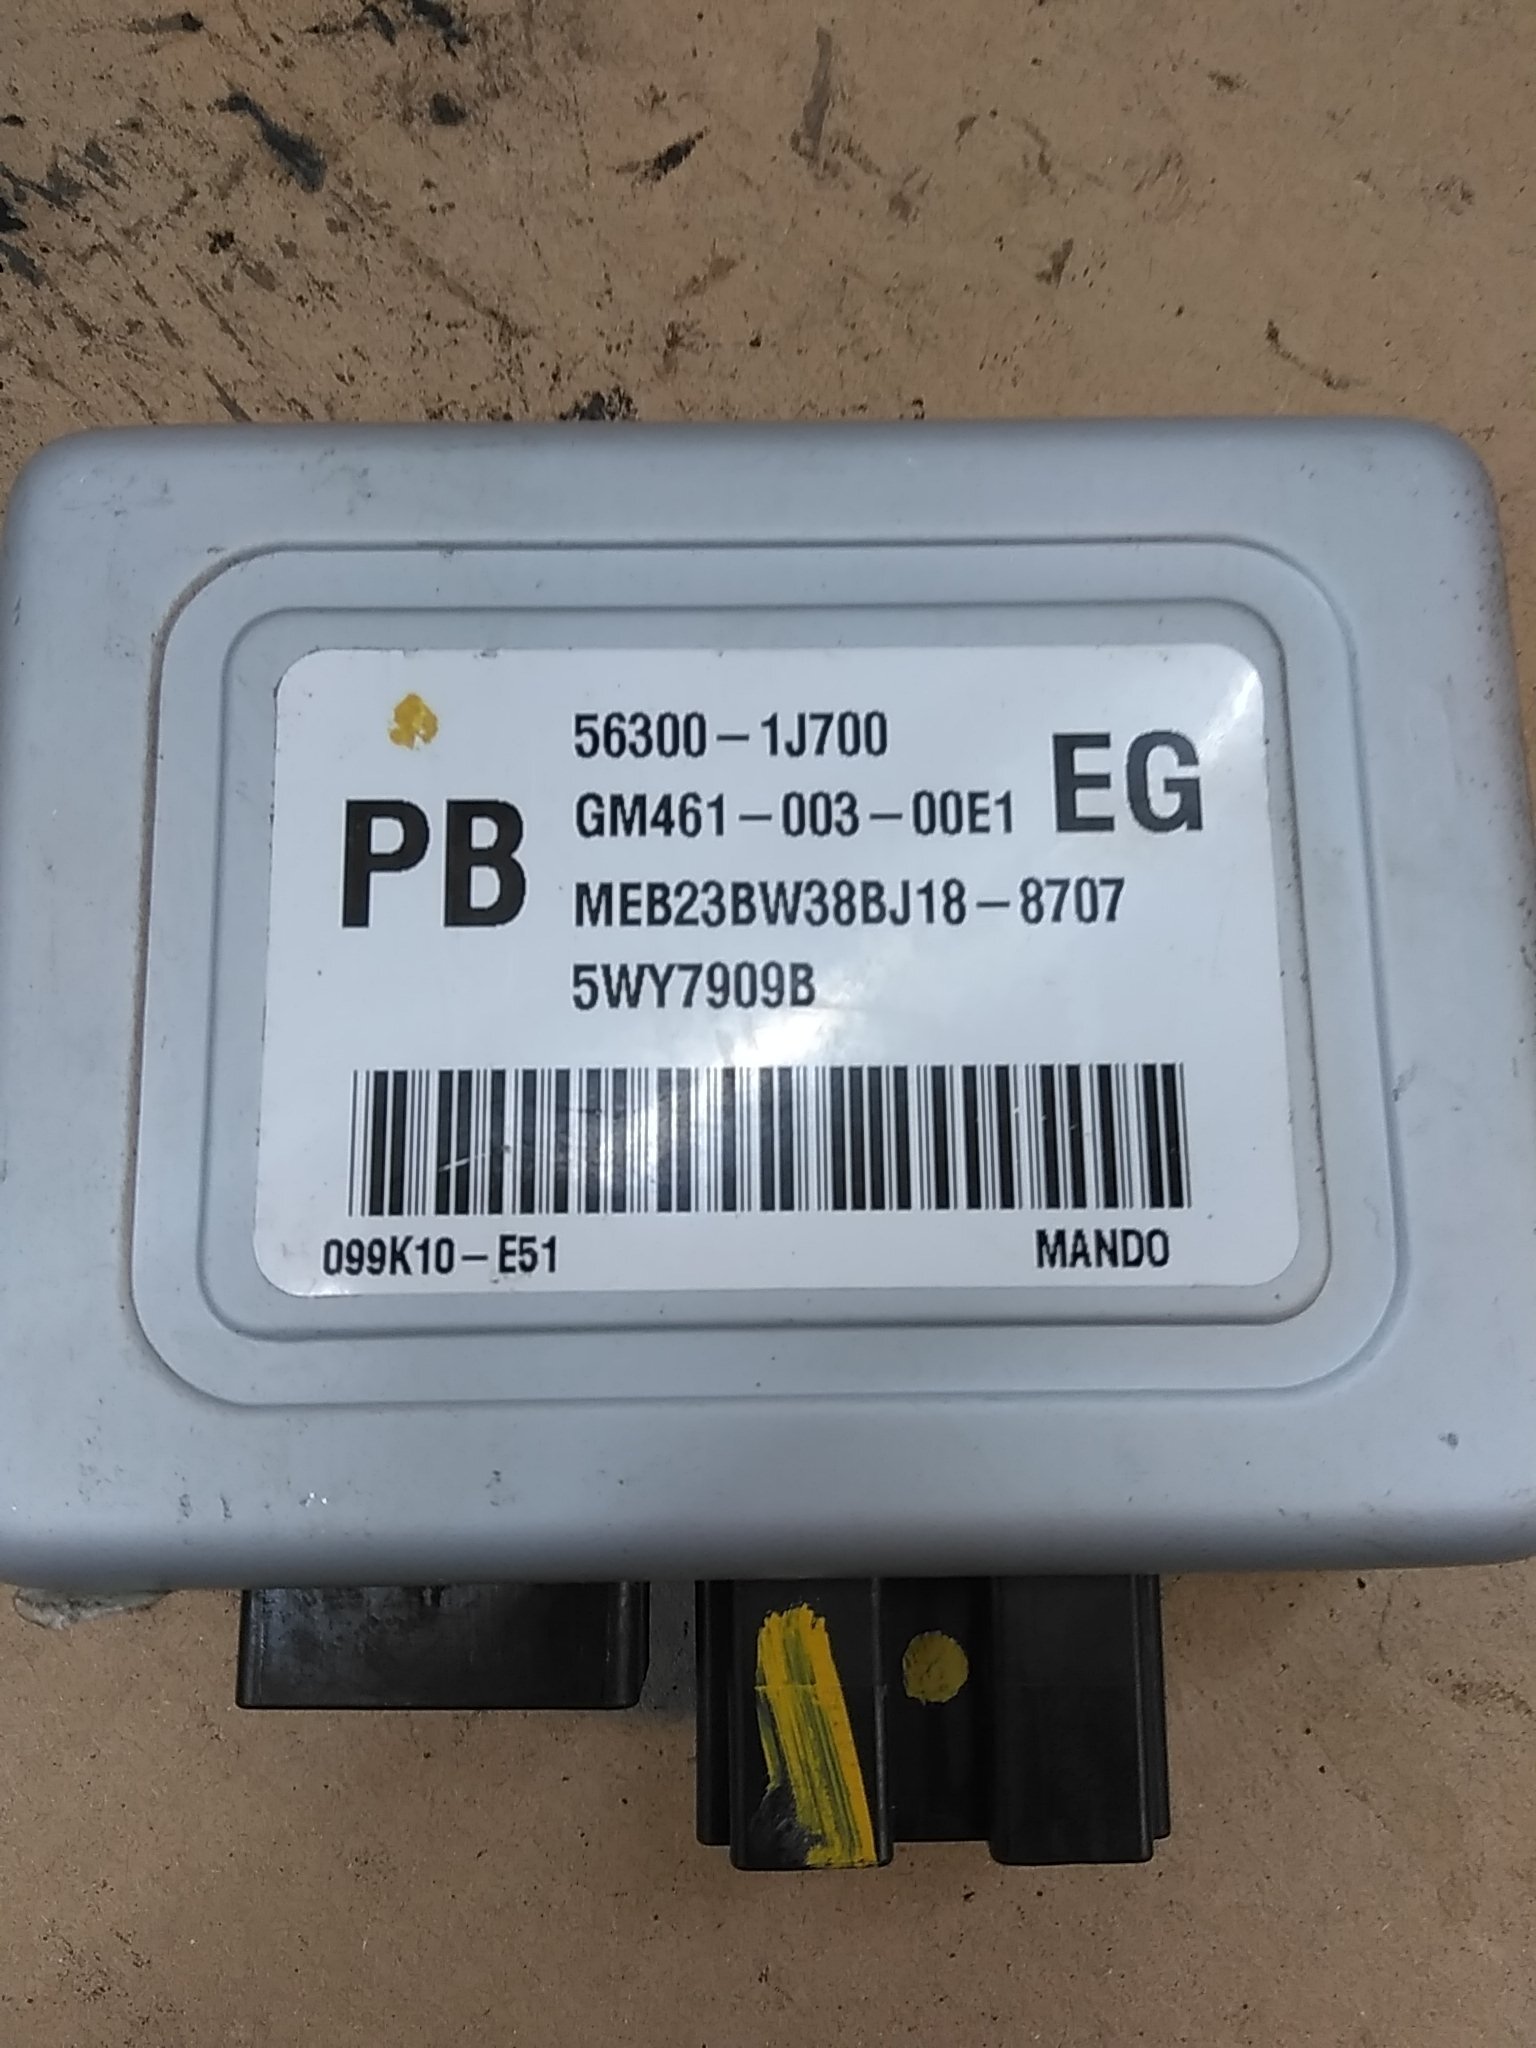 56300-1J700
PB
GM461-003-00E1
EG
MEB23BW38BJ18-8707
5WY7909B
099K10-E51
MANDO